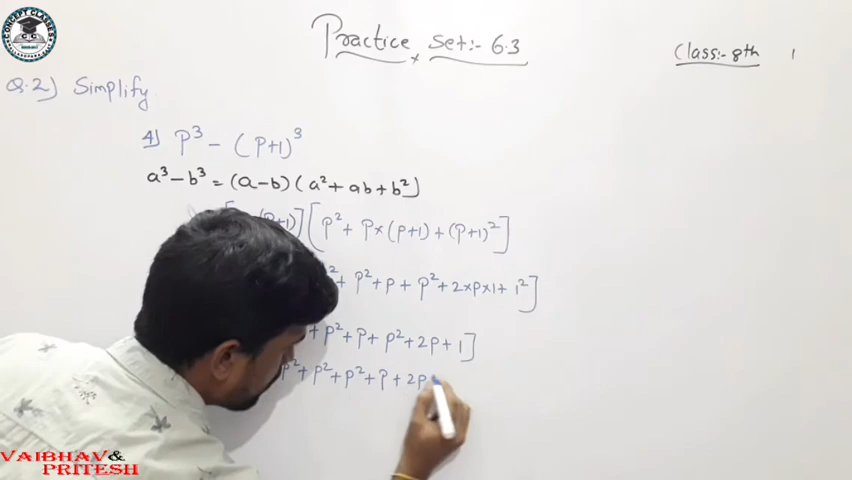 CONCEPT CLASSES
CC
Practice Set:- 6.3
Class:- 8th
Q.2) Simplify
4) p³ - (p+1)³
a³-b³ = (a-b) (a²+ab+b²]
(p+1)] [p² + p×(p+1) + (p+1)²]
+ p²+p + p²+2×p×1+1²]
+ p²+p+ p²+2p+1]
p²+p²+p²+p+2p
VAIBHAV&
PRITESH